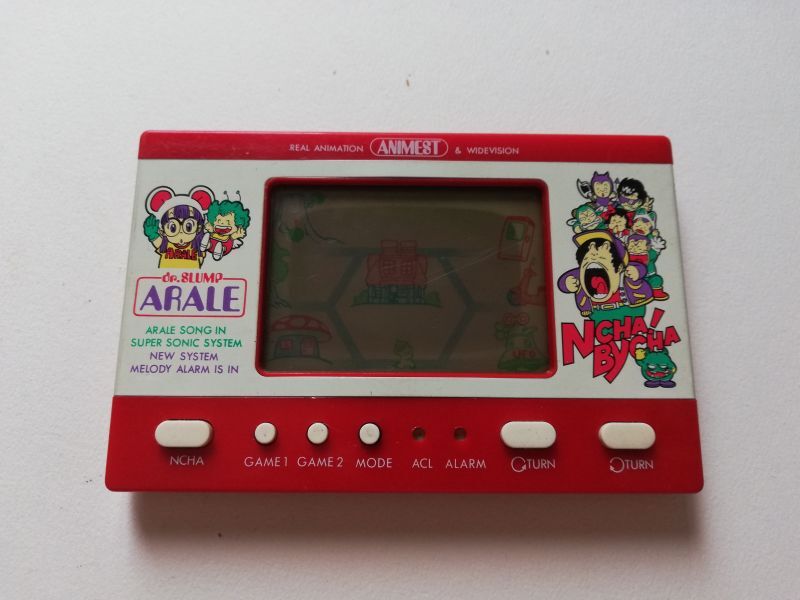 REAL ANIMATION ANIMEST & WIDEVISION
ARALE
dr. SLUMP
ARALE
ARALE SONG IN
SUPER SONIC SYSTEM
NEW SYSTEM
MELODY ALARM IS IN
UFO
NCHA!
BYCHA
NCHA
GAME 1 GAME 2 MODE ACL ALARM TURN TURN